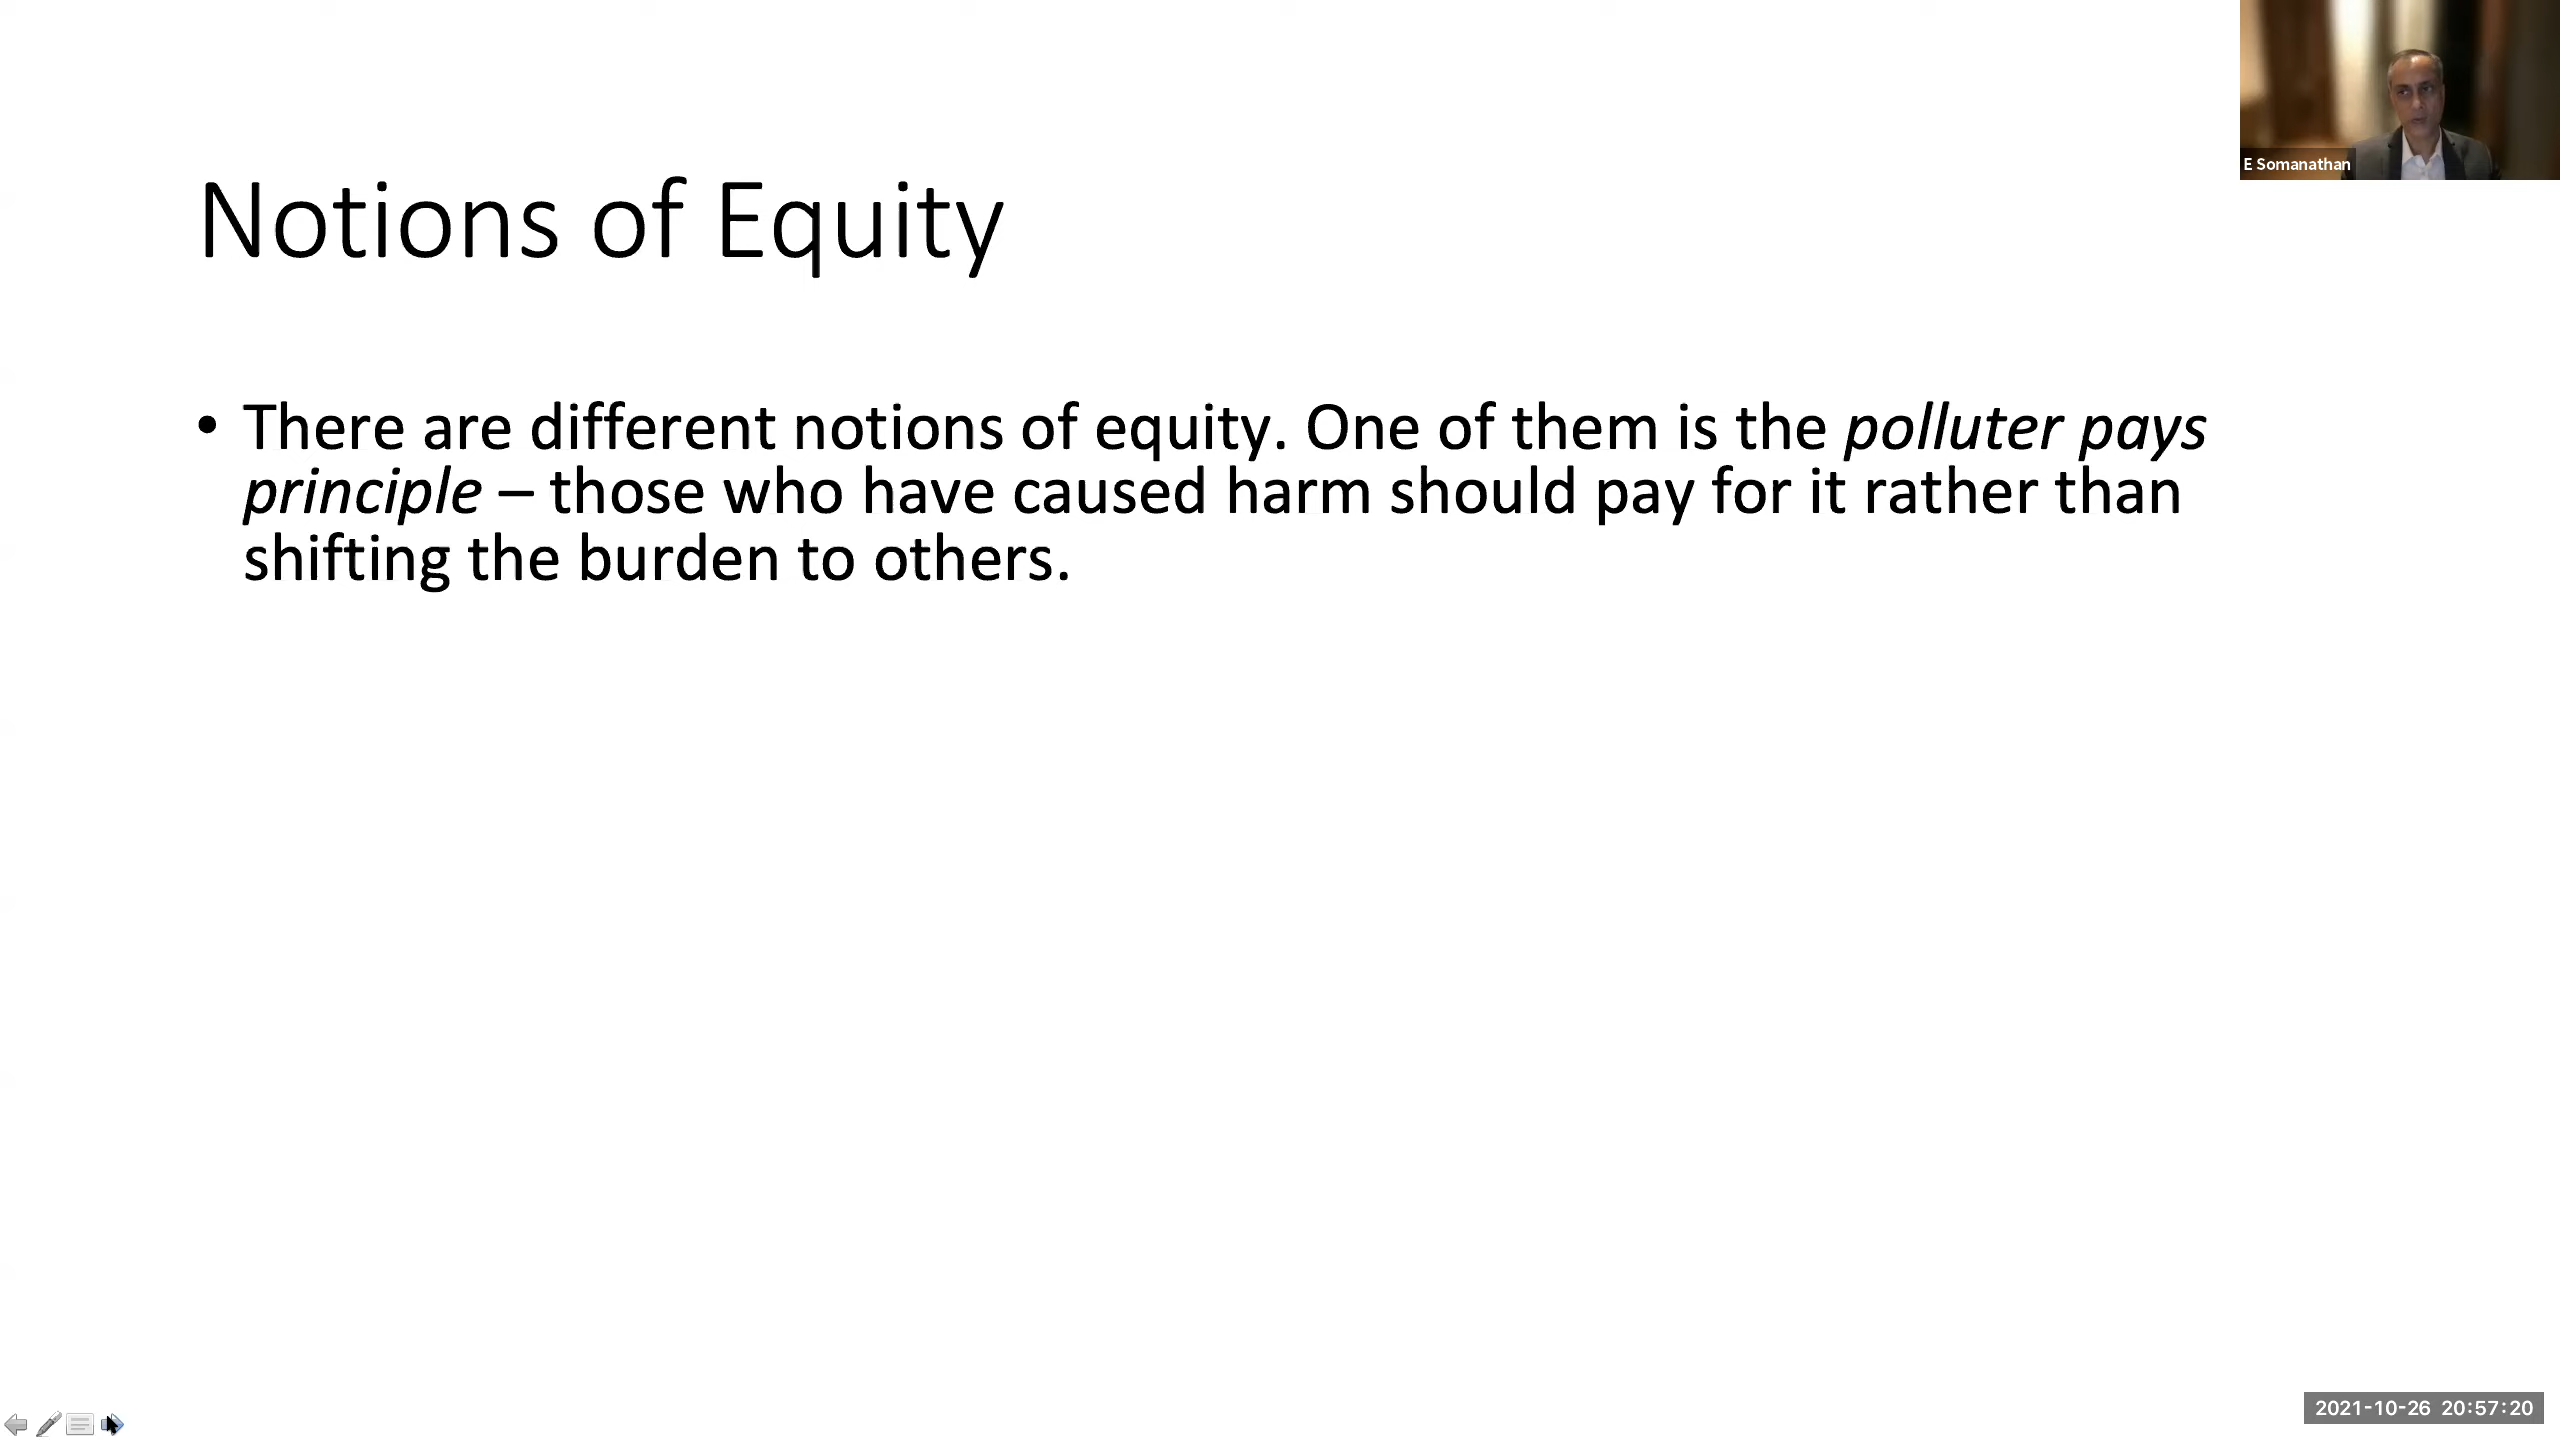 E Somanathan
Notions of Equity
• There are different notions of equity. One of them is the polluter pays
principle – those who have caused harm should pay for it rather than
shifting the burden to others.
2021-10-26 20:57:20